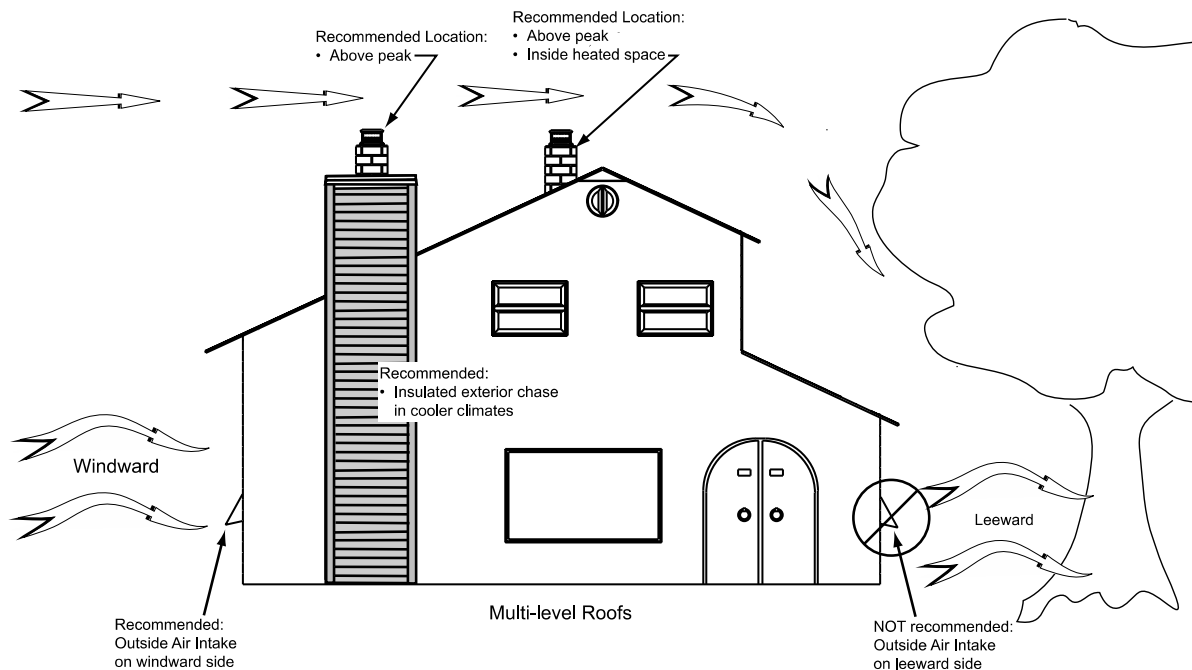 Recommended Location:
• Above peak
Recommended Location:
• Above peak
• Inside heated space
Recommended:
• Insulated exterior chase
in cooler climates
Windward
Leeward
Recommended:
Outside Air Intake
on windward side
Multi-level Roofs
NOT recommended:
Outside Air Intake
on leeward side